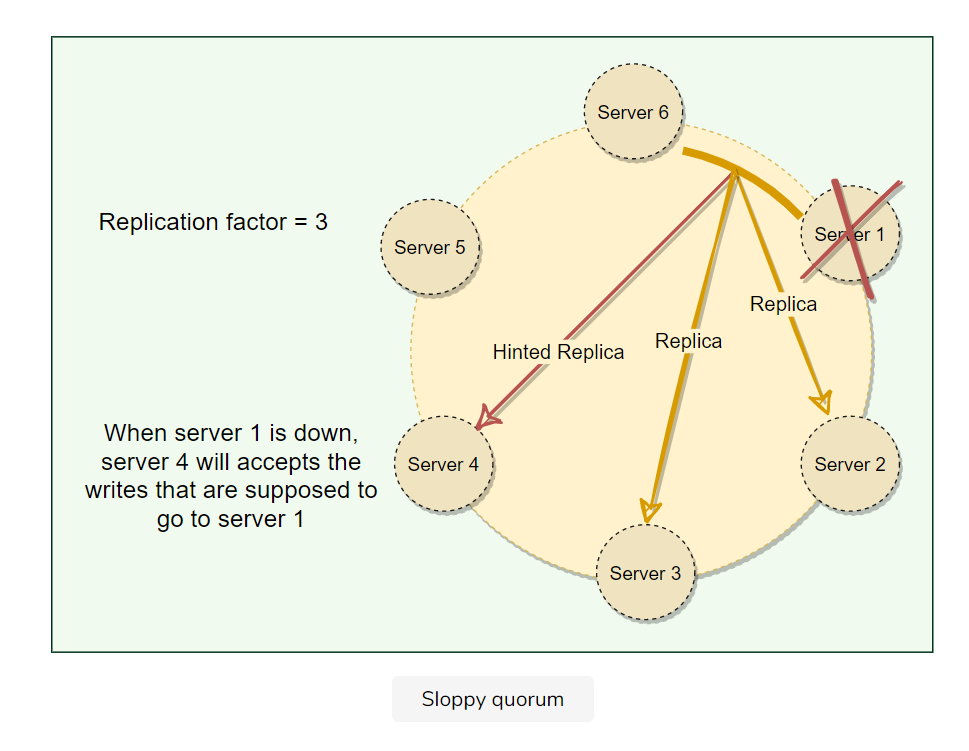 Server 6
Replication factor = 3
Server 5
Server 1
Replica
Replica
Hinted Replica
When server 1 is down,
server 4 will accepts the
writes that are supposed to
go to server 1
Server 4
Server 2
Server 3
Sloppy quorum